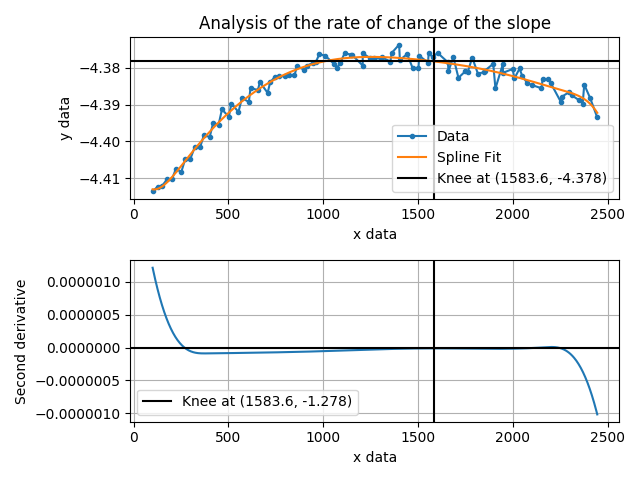 Analysis of the rate of change of the slope
−4.38
−4.39
−4.40
−4.41
y data
Data
Spline Fit
Knee at (1583.6, -4.378)
0 500 1000 1500 2000 2500
x data
0.0000010
0.0000005
0.0000000
−0.0000005
−0.0000010
Second derivative
Knee at (1583.6, -1.278)
0 500 1000 1500 2000 2500
x data